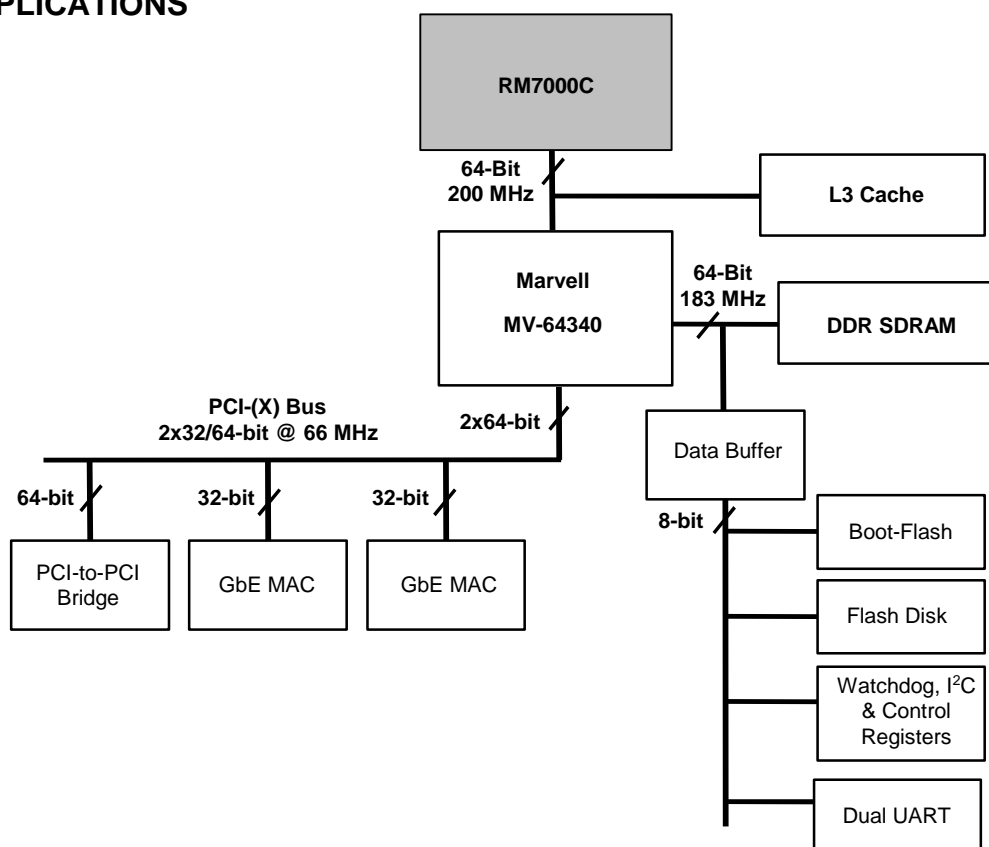 PLICATIONS
RM7000C
64-Bit
200 MHz
L3 Cache
Marvell
MV-64340
64-Bit
183 MHz
DDR SDRAM
PCI-(X) Bus
2x32/64-bit @ 66 MHz
2x64-bit
Data Buffer
64-bit
32-bit
32-bit
8-bit
PCI-to-PCI
Bridge
GbE MAC
GbE MAC
Boot-Flash
Flash Disk
Watchdog, I²C
& Control
Registers
Dual UART